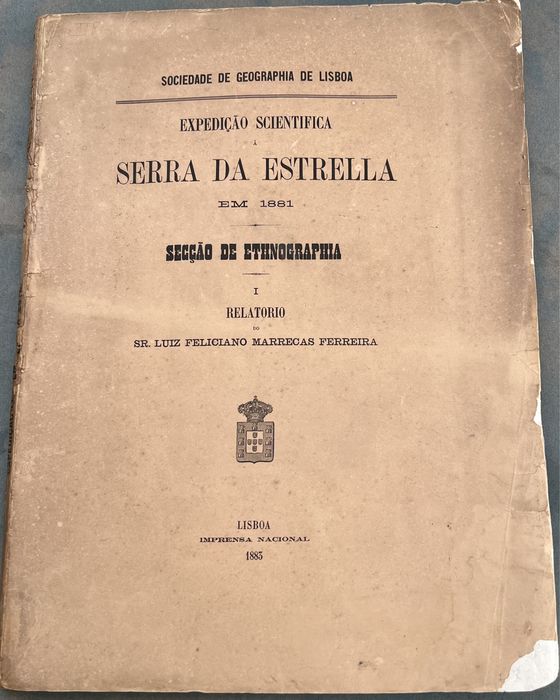 SOCIEDADE DE GEOGRAPHIA DE LISBOA
EXPEDIÇÃO SCIENTIFICA
Á
SERRA DA ESTRELLA
EM 1881
SECÇÃO DE ETHNOGRAPHIA
I
RELATORIO
DO
SR. LUIZ FELICIANO MARRECAS FERREIRA
LISBOA
IMPRENSA NACIONAL
1883